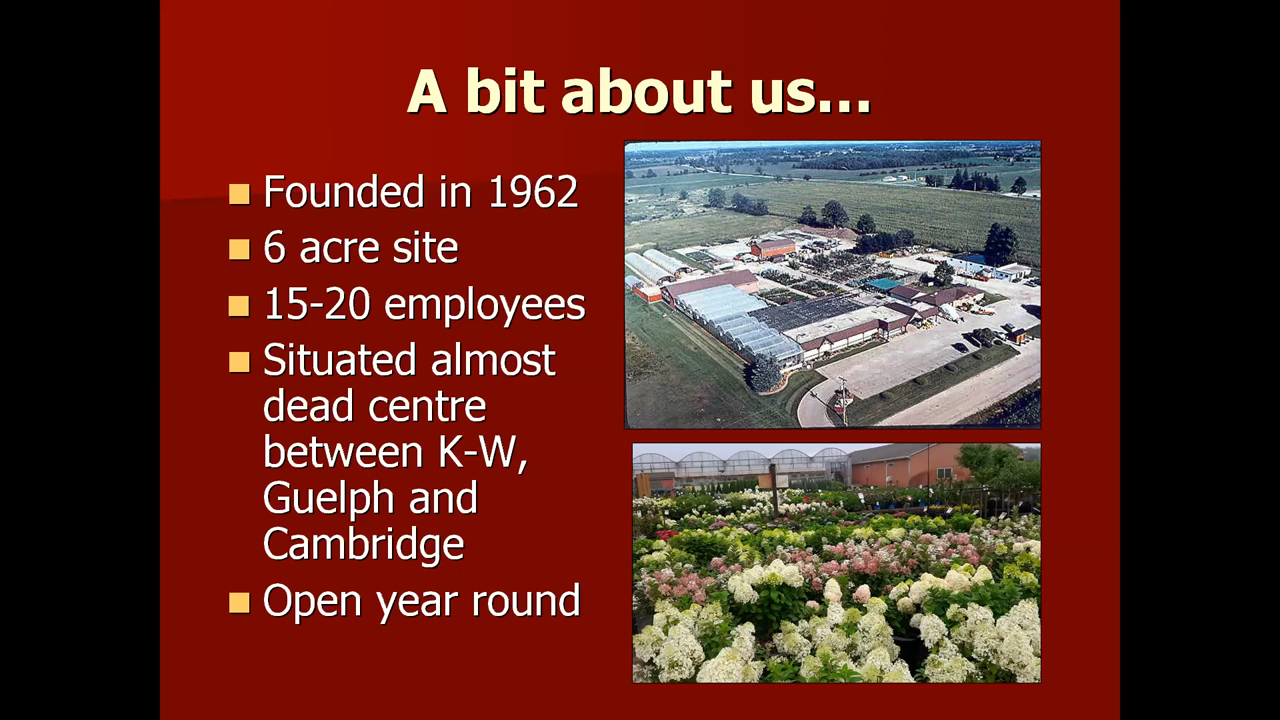 A bit about us...
Founded in 1962
6 acre site
15-20 employees
Situated almost
dead centre
between K-W,
Guelph and
Cambridge
Open year round